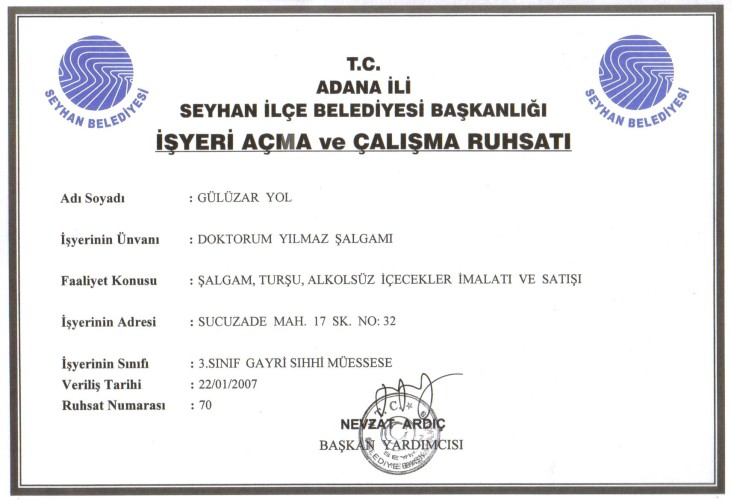 T.C.
ADANA İLİ
SEYHAN İLÇE BELEDİYESİ BAŞKANLIĞI
İŞYERİ AÇMA ve ÇALIŞMA RUHSATI
SEYHAN BELEDİYESİ
SEYHAN BELEDİYESİ
Adı Soyadı : GÜLÜZAR YOL
İşyerinin Ünvanı : DOKTORUM YILMAZ ŞALGAMI
Faaliyet Konusu : ŞALGAM, TURŞU, ALKOLSÜZ İÇECEKLER İMALATI VE SATIŞI
İşyerinin Adresi : SUCUZADE MAH. 17 SK. NO: 32
İşyerinin Sınıfı : 3.SINIF GAYRİ SIHHİ MÜESSESE
Veriliş Tarihi : 22/01/2007
Ruhsat Numarası : 70
T.C.
NEVZAT ARDIÇ
BAŞKAN YARDIMCISI